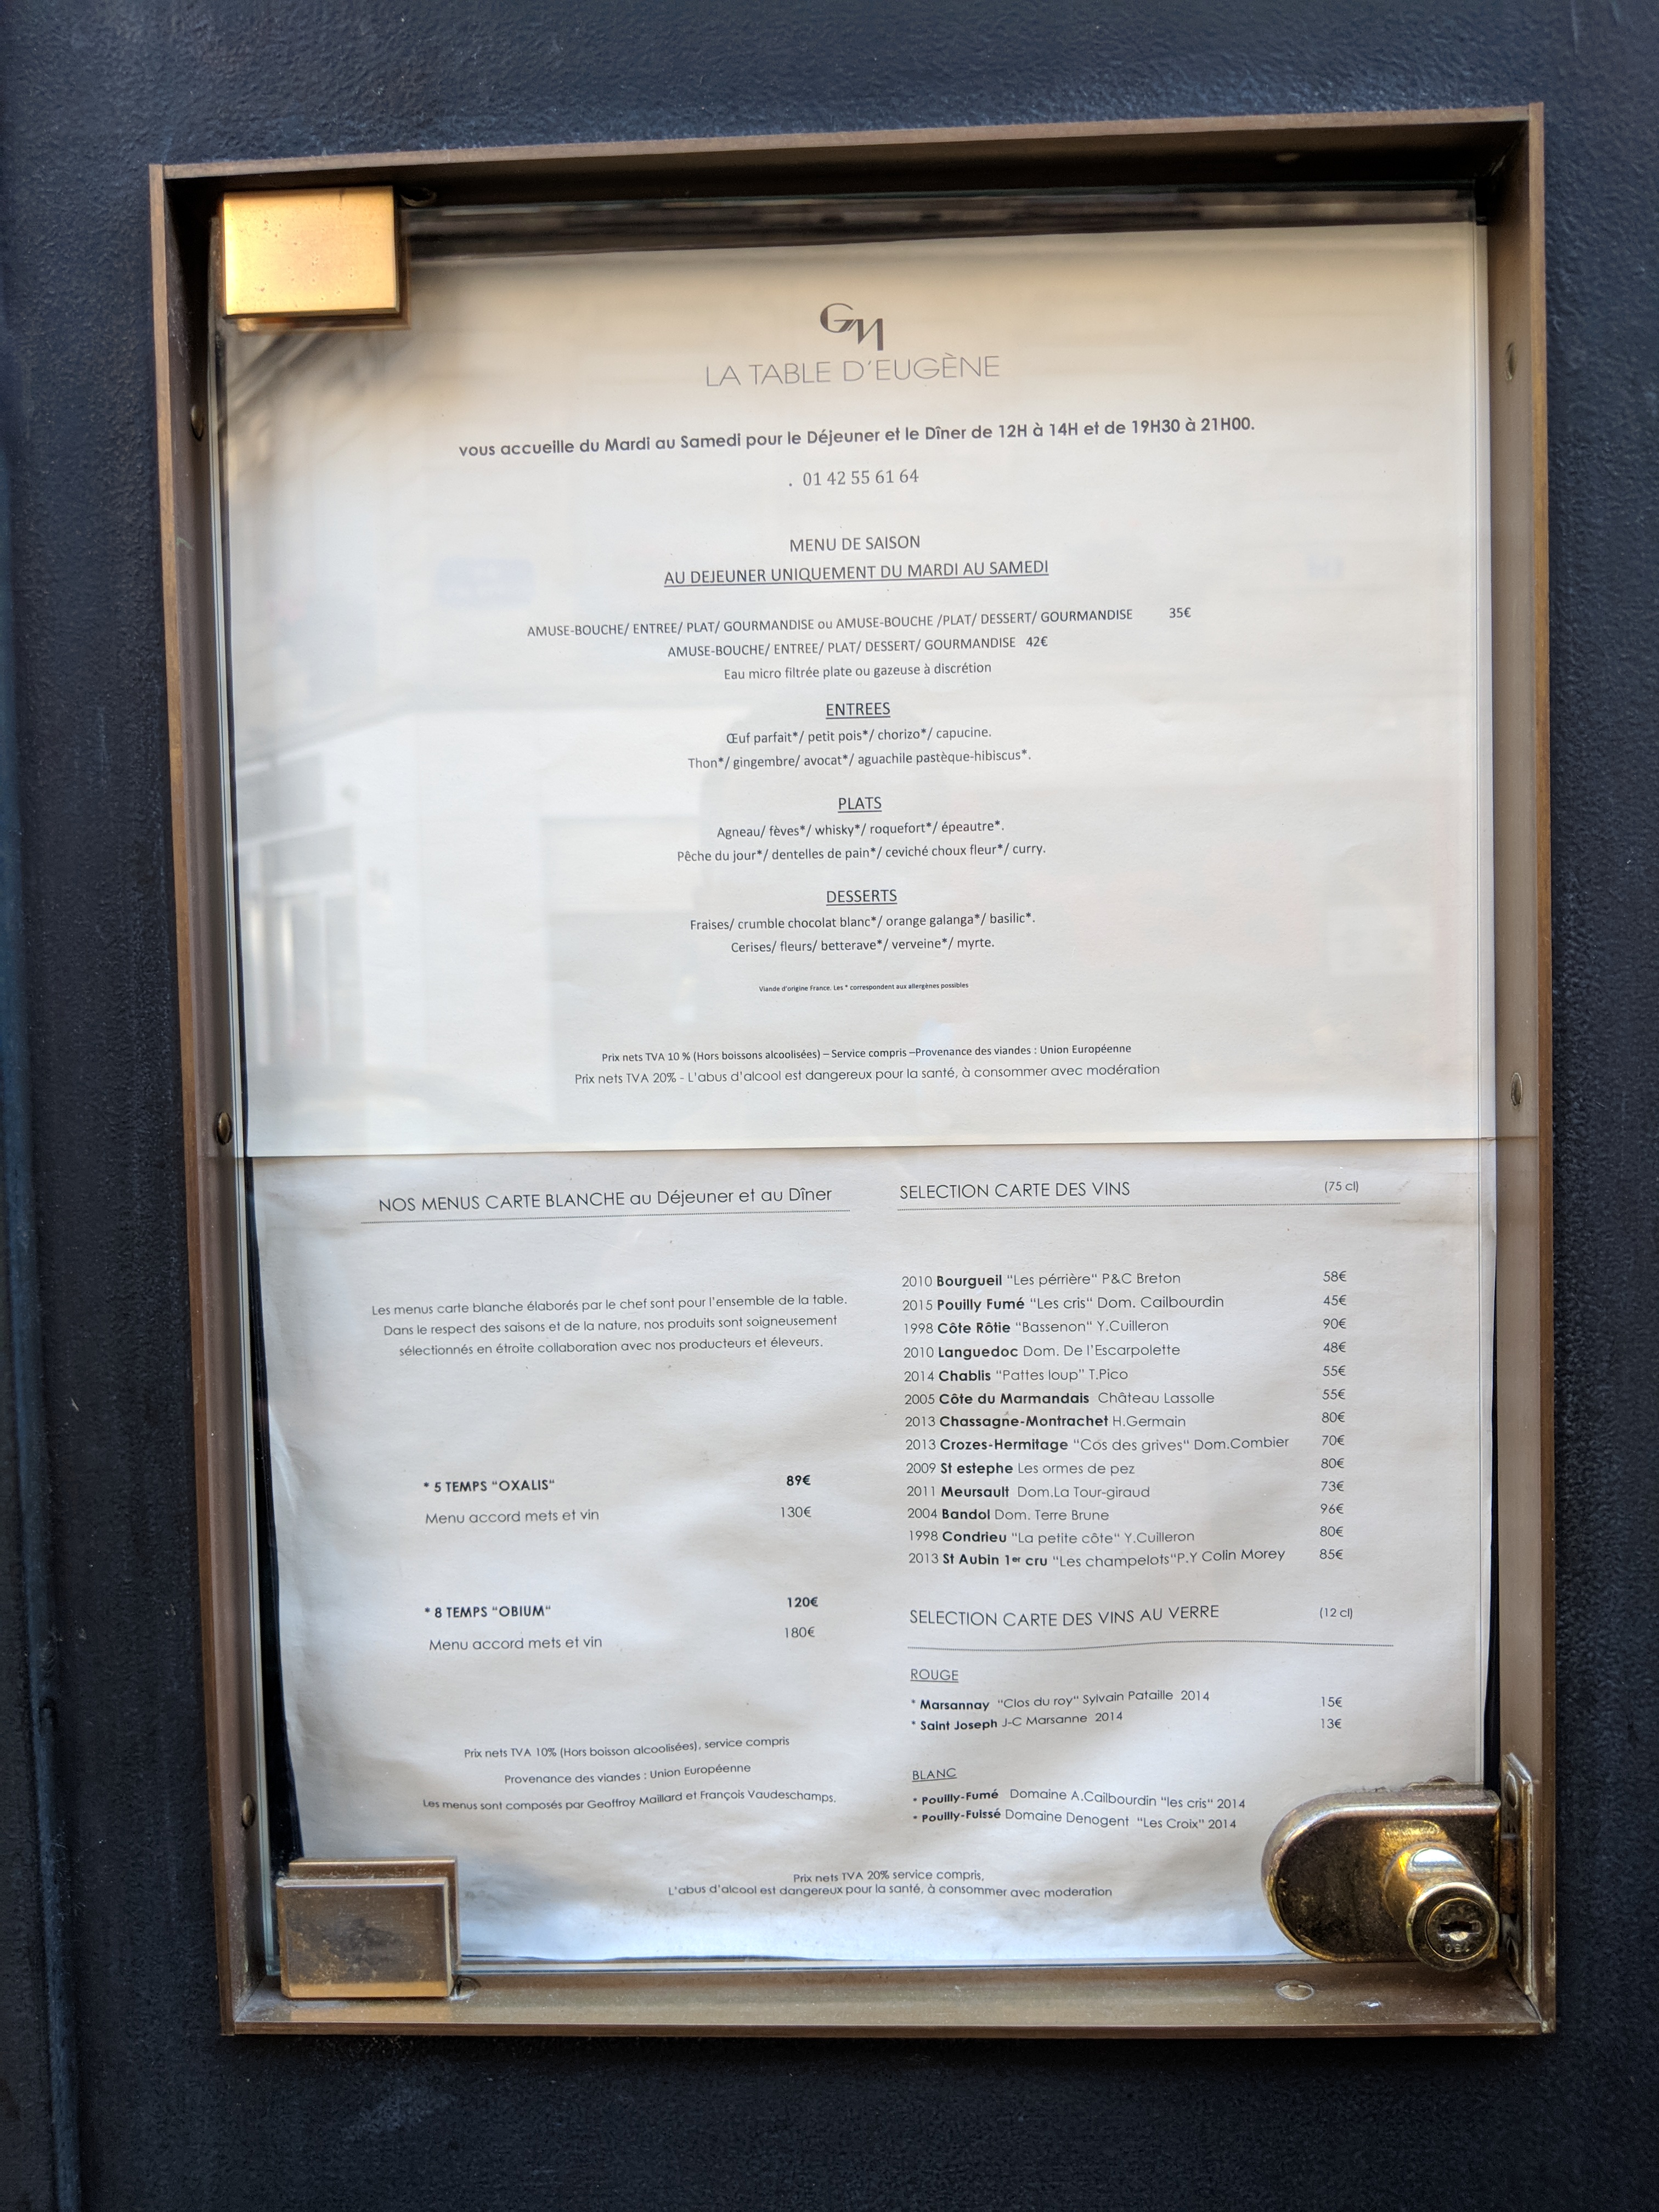 GM
LA TABLE D'EUGÈNE
vous accueille du Mardi au Samedi pour le Déjeuner et le Dîner de 12H à 14H et de 19H30 à 21H00.
. 01 42 55 61 64
MENU DE SAISON
AU DEJEUNER UNIQUEMENT DU MARDI AU SAMEDI
AMUSE-BOUCHE/ ENTREE/ PLAT/ GOURMANDISE ou AMUSE-BOUCHE /PLAT/ DESSERT/ GOURMANDISE 35€
AMUSE-BOUCHE/ ENTREE/ PLAT/ DESSERT/ GOURMANDISE 42€
Eau micro filtrée plate ou gazeuse à discrétion
ENTREES
Œuf parfait*/ petit pois*/ chorizo*/ capucine.
Thon*/ gingembre/ avocat*/ aguachile pastèque-hibiscus*.
PLATS
Agneau/ fèves*/ whisky*/ roquefort*/ épeautre*.
Pêche du jour*/ dentelles de pain*/ ceviché choux fleur*/ curry.
DESSERTS
Fraises/ crumble chocolat blanc*/ orange galanga*/ basilic*.
Cerises/ fleurs/ betterave*/ verveine*/ myrte.
Viande d'origine France. Les * correspondent aux allergènes possibles
Prix nets TVA 10 % (Hors boissons alcoolisées) – Service compris –Provenance des viandes : Union Européenne
Prix nets TVA 20% - L'abus d'alcool est dangereux pour la santé, à consommer avec modération
NOS MENUS CARTE BLANCHE au Déjeuner et au Dîner
Les menus carte blanche élaborés par le chef sont pour l'ensemble de la table.
Dans le respect des saisons et de la nature, nos produits sont soigneusement
sélectionnés en étroite collaboration avec nos producteurs et éleveurs.
* 5 TEMPS "OXALIS" 89€
Menu accord mets et vin 130€
* 8 TEMPS "OBIUM" 120€
Menu accord mets et vin 180€
Prix nets TVA 10% (Hors boisson alcoolisées), service compris
Provenance des viandes : Union Européenne
Les menus sont composés par Geoffroy Maillard et François Vaudeschamps.
SELECTION CARTE DES VINS (75 cl)
2010 Bourgueil "Les pérrière" P&C Breton 58€
2015 Pouilly Fumé "Les cris" Dom. Cailbourdin 45€
1998 Côte Rôtie "Bassenon" Y.Cuilleron 90€
2010 Languedoc Dom. De l'Escarpolette 48€
2014 Chablis "Pattes loup" T.Pico 55€
2005 Côte du Marmandais Château Lassolle 55€
2013 Chassagne-Montrachet H.Germain 80€
2013 Crozes-Hermitage "Cos des grives" Dom.Combier 70€
2009 St estephe Les ormes de pez 80€
2011 Meursault Dom.La Tour-giraud 73€
2004 Bandol Dom. Terre Brune 96€
1998 Condrieu "La petite côte" Y.Cuilleron 80€
2013 St Aubin 1er cru "Les champelots"P.Y Colin Morey 85€
SELECTION CARTE DES VINS AU VERRE (12 cl)
ROUGE
* Marsannay "Clos du roy" Sylvain Pataille 2014 15€
* Saint Joseph J-C Marsanne 2014 13€
BLANC
* Pouilly-Fumé Domaine A.Cailbourdin "les cris" 2014
* Pouilly-Fuissé Domaine Denogent "Les Croix" 2014
Prix nets TVA 20% service compris,
L'abus d'alcool est dangereux pour la santé, à consommer avec moderation